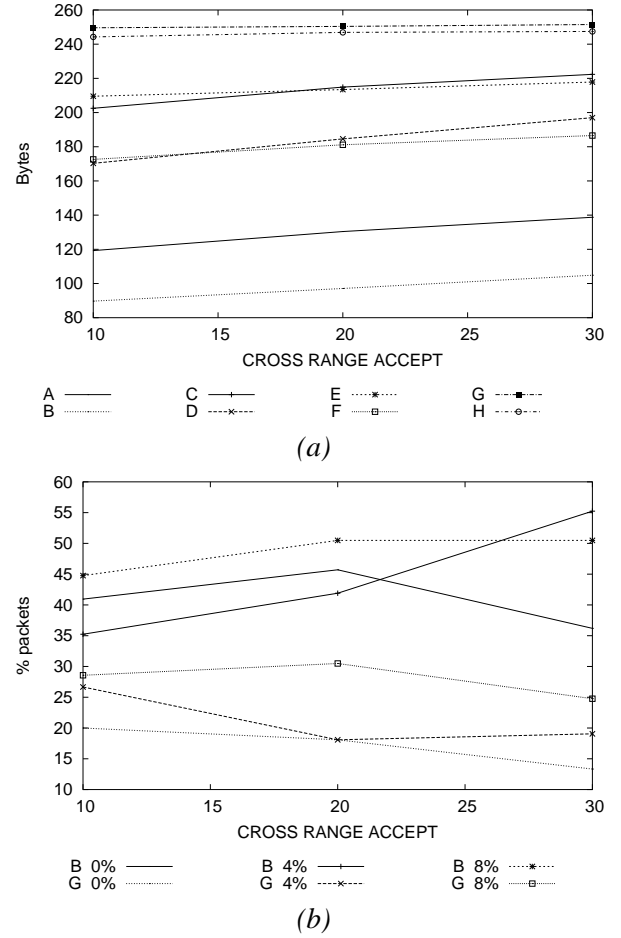 260
240
220
200
180
160
140
120
100
80
Bytes
10 15 20 25 30
CROSS RANGE ACCEPT
A C E G
B D F H
(a)
60
55
50
45
40
35
30
25
20
15
10
% packets
10 15 20 25 30
CROSS RANGE ACCEPT
B 0% B 4% B 8%
G 0% G 4% G 8%
(b)